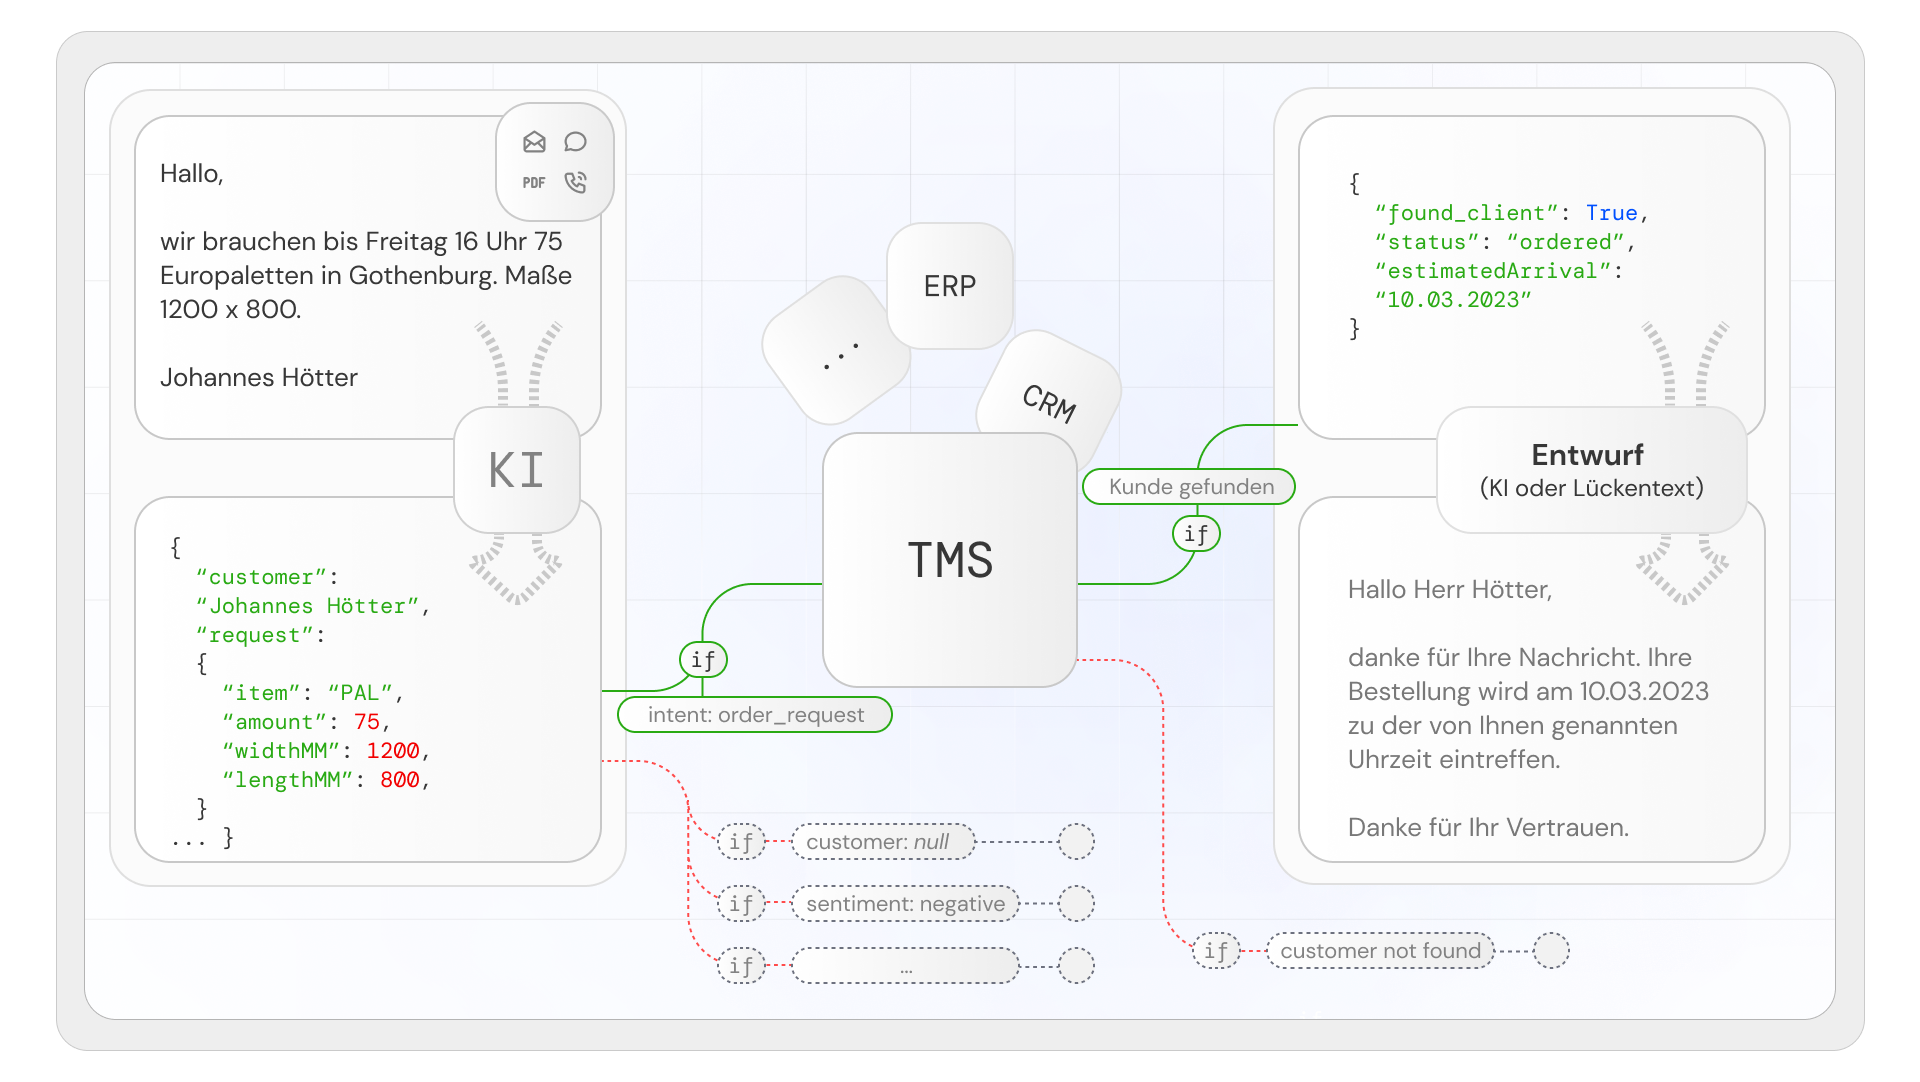 Hallo,
wir brauchen bis Freitag 16 Uhr 75
Europaletten in Gothenburg. Maße
1200 x 800.
Johannes Hötter
PDF
KI
{
“customer”:
“Johannes Hötter”,
“request”:
{
“item”: “PAL”,
“amount”: 75,
“widthMM”: 1200,
“lengthMM”: 800,
}
... }
if
intent: order_request
...
ERP
CRM
TMS
Kunde gefunden
if
if
customer: null
if
sentiment: negative
if
...
if
customer not found
{
“found_client”: True,
“status”: “ordered”,
“estimatedArrival”:
“10.03.2023”
}
Entwurf
(KI oder Lückentext)
Hallo Herr Hötter,
danke für Ihre Nachricht. Ihre
Bestellung wird am 10.03.2023
zu der von Ihnen genannten
Uhrzeit eintreffen.
Danke für Ihr Vertrauen.